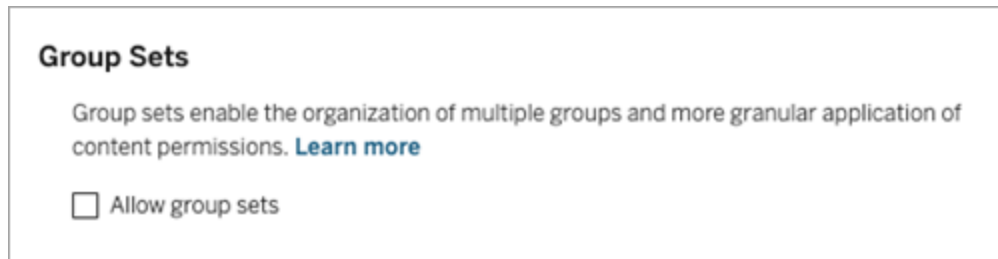 Group Sets
Group sets enable the organization of multiple groups and more granular application of
content permissions. Learn more
Allow group sets